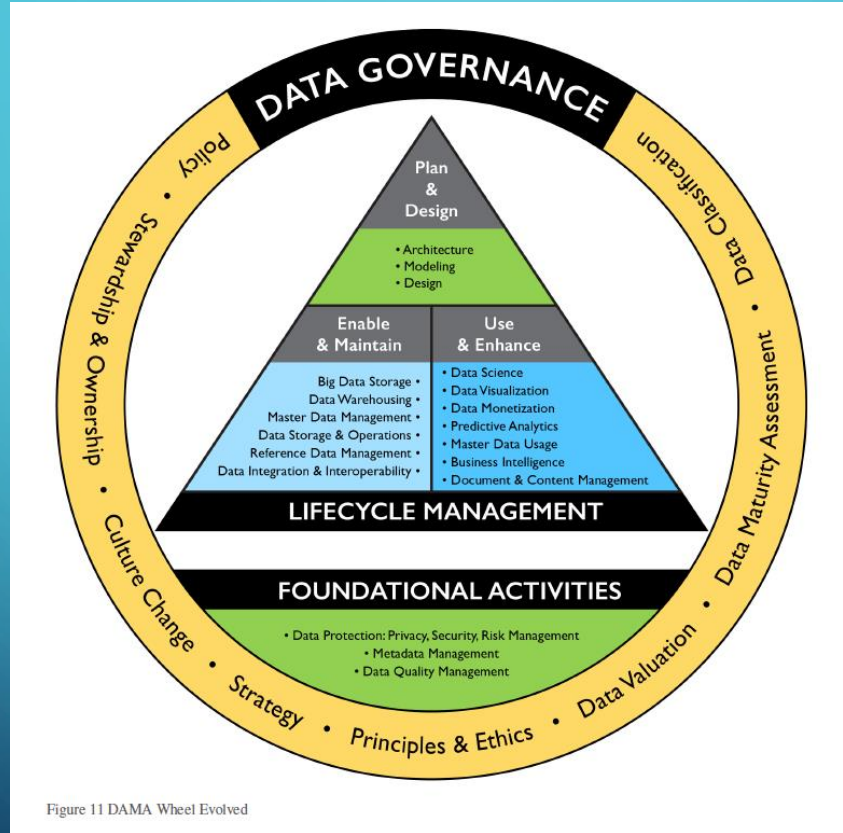 DATA GOVERNANCE
Policy • Stewardship & Ownership • Culture Change • Strategy • Principles & Ethics • Data Valuation • Data Maturity Assessment • Data Classification
Plan
&
Design
• Architecture
• Modeling
• Design
Enable
& Maintain
Big Data Storage •
Data Warehousing •
Master Data Management •
Data Storage & Operations •
Reference Data Management •
Data Integration & Interoperability •
Use
& Enhance
• Data Science
• Data Visualization
• Data Monetization
• Predictive Analytics
• Master Data Usage
• Business Intelligence
• Document & Content Management
LIFECYCLE MANAGEMENT
FOUNDATIONAL ACTIVITIES
• Data Protection: Privacy, Security, Risk Management
• Metadata Management
• Data Quality Management
Figure 11 DAMA Wheel Evolved